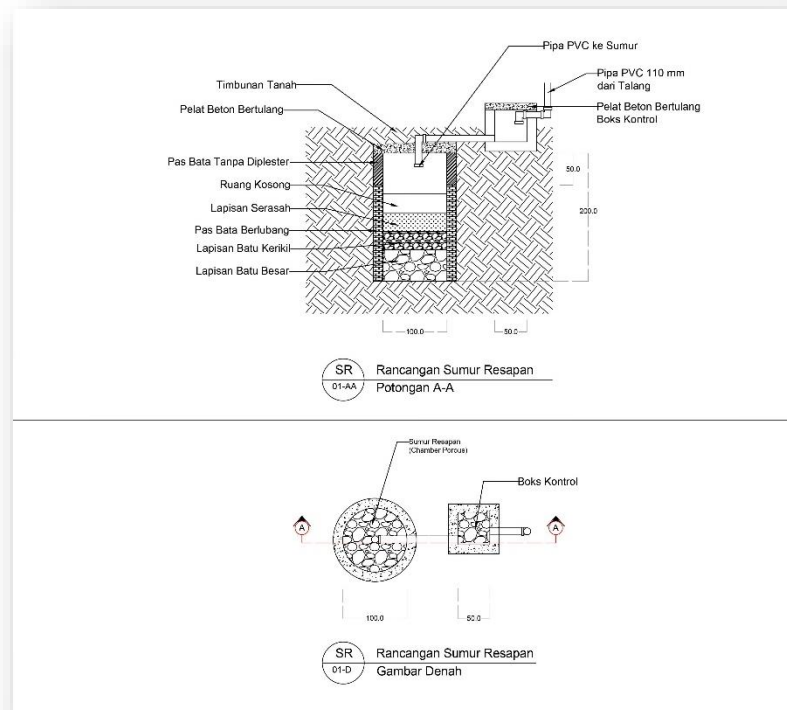 Pipa PVC ke Sumur
Pipa PVC 110 mm
dari Talang
Timbunan Tanah
Pelat Beton Bertulang
Pelat Beton Bertulang
Boks Kontrol
Pas Bata Tanpa Diplester
Ruang Kosong
Lapisan Serasah
Pas Bata Berlubang
Lapisan Batu Kerikil
Lapisan Batu Besar
50.0
200.0
100.0
50.0
SR
01-AA
Rancangan Sumur Resapan
Potongan A-A
Sumur Resapan
(Chamber Porous)
Boks Kontrol
A
A
100.0
50.0
SR
01-D
Rancangan Sumur Resapan
Gambar Denah